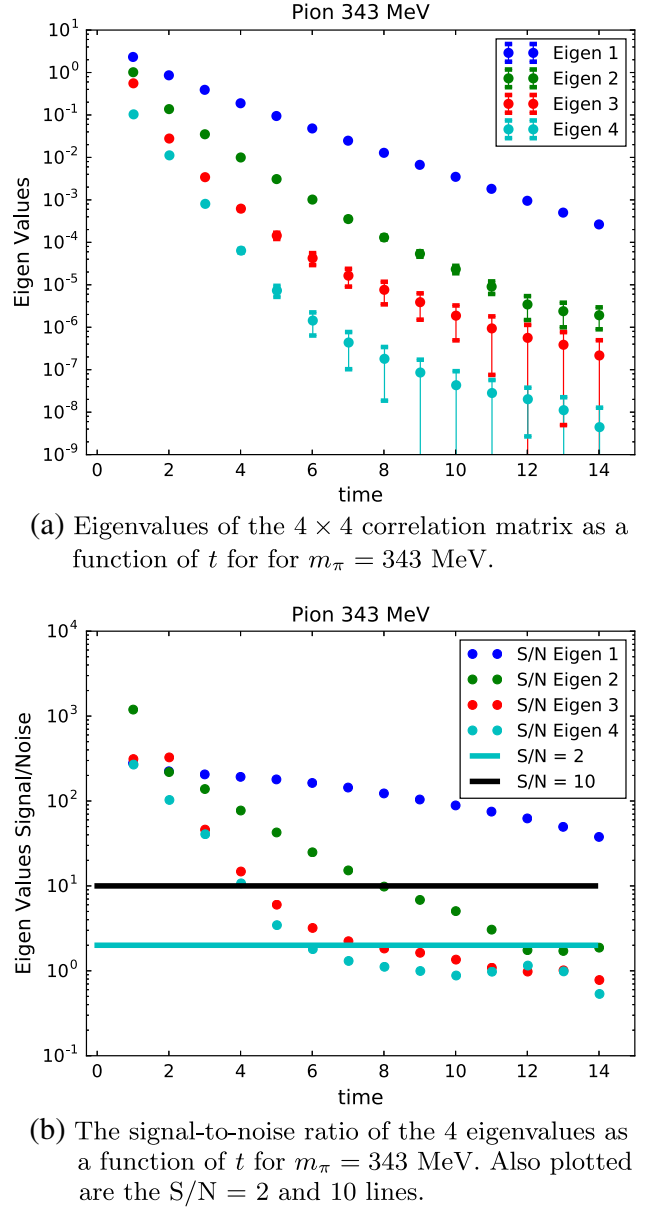 Pion 343 MeV
10^1
10^0
10^-1
10^-2
10^-3
10^-4
10^-5
10^-6
10^-7
10^-8
10^-9
Eigen Values
Eigen 1
Eigen 2
Eigen 3
Eigen 4
0 2 4 6 8 10 12 14
time
(a) Eigenvalues of the 4 × 4 correlation matrix as a
function of t for for m_π = 343 MeV.
Pion 343 MeV
10^4
10^3
10^2
10^1
10^0
10^-1
Eigen Values Signal/Noise
S/N Eigen 1
S/N Eigen 2
S/N Eigen 3
S/N Eigen 4
S/N = 2
S/N = 10
0 2 4 6 8 10 12 14
time
(b) The signal-to-noise ratio of the 4 eigenvalues as
a function of t for m_π = 343 MeV. Also plotted
are the S/N = 2 and 10 lines.